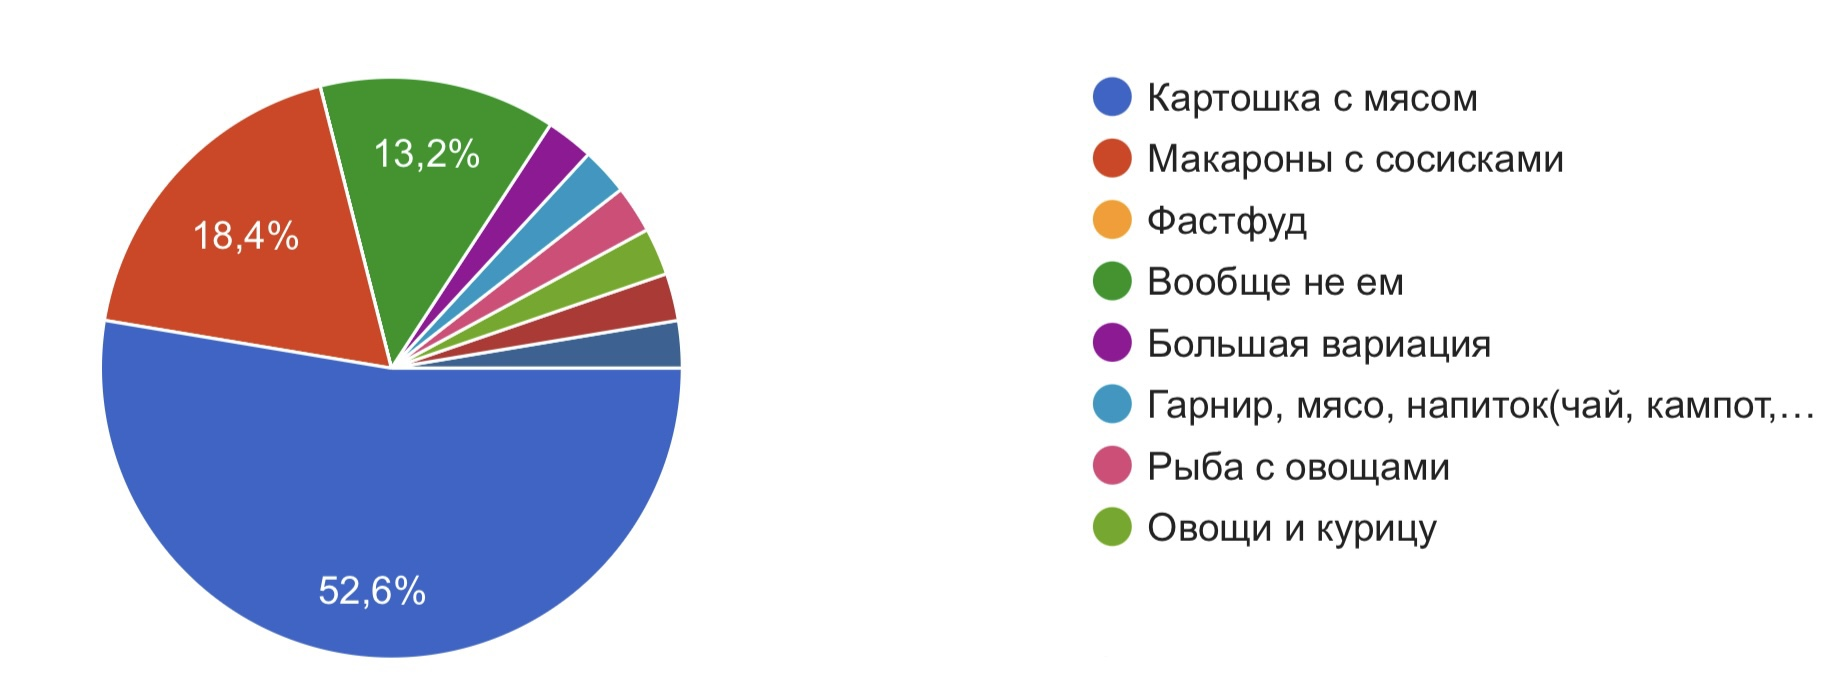 13,2%
18,4%
52,6%
Картошка с мясом
Макароны с сосисками
Фастфуд
Вообще не ем
Большая вариация
Гарнир, мясо, напиток(чай, кампот,…
Рыба с овощами
Овощи и курицу